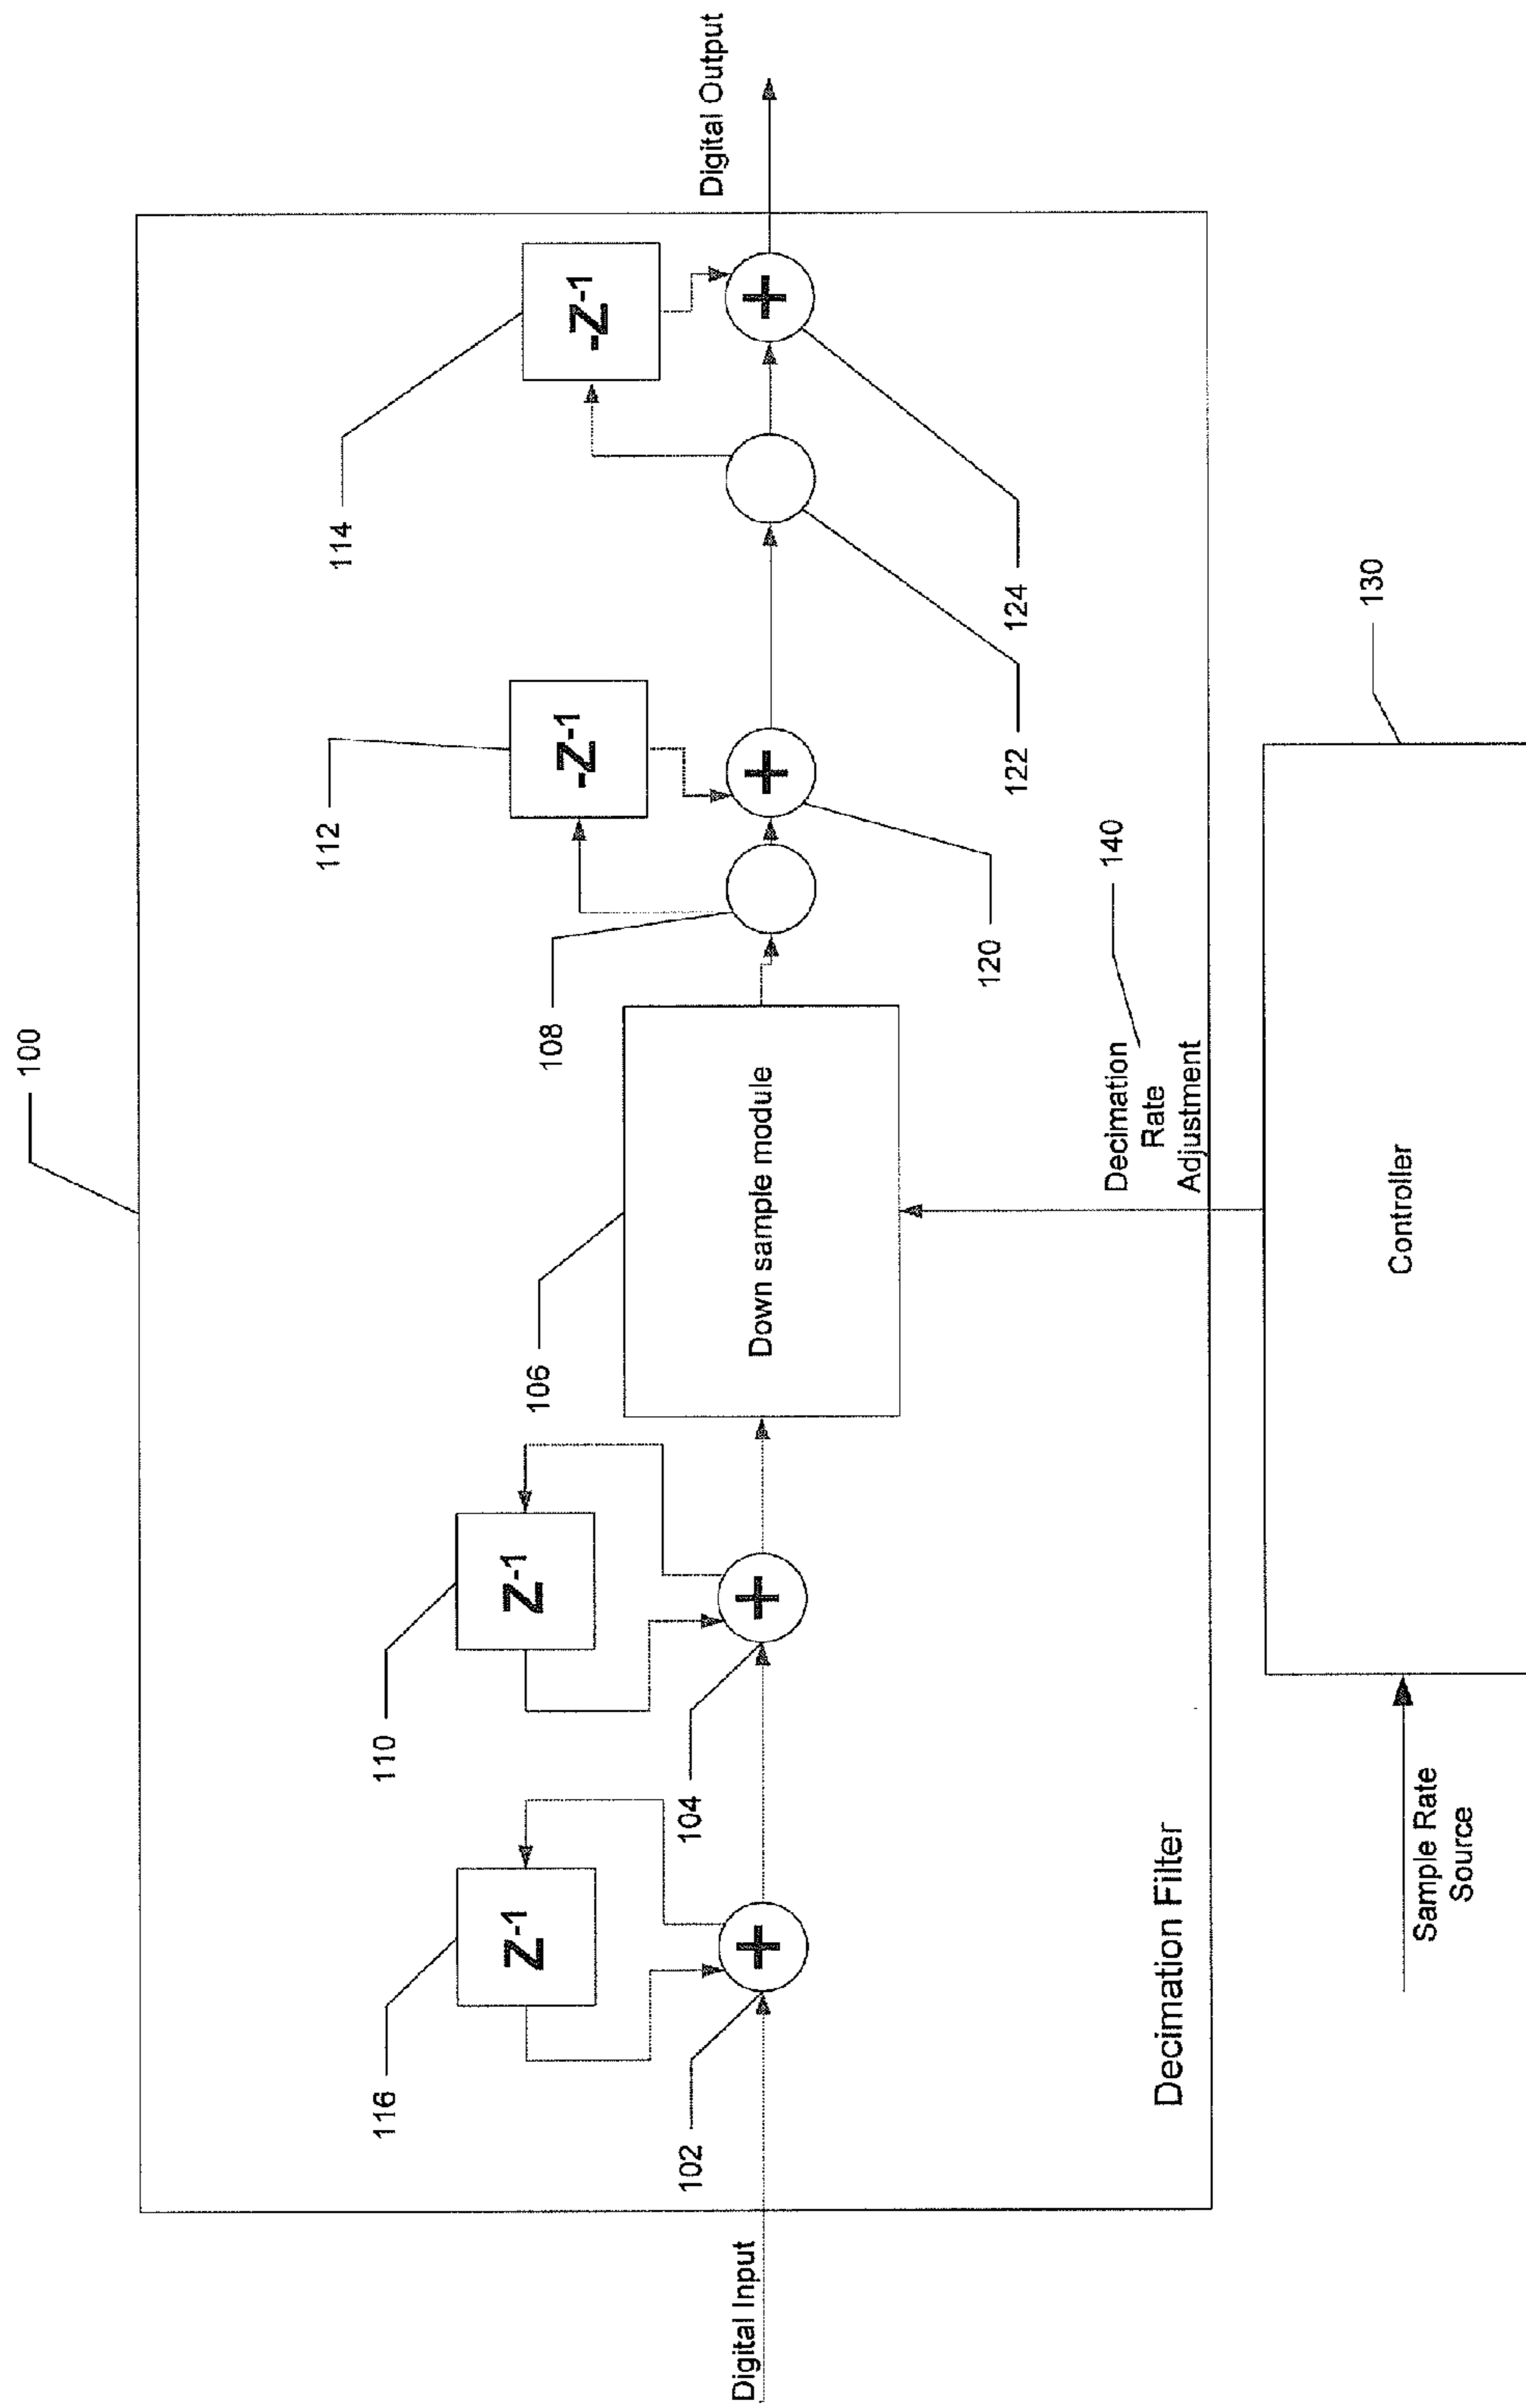 100
114
Z⁻¹
-Z⁻¹
Digital Output
112
-Z⁻¹
108
106
Down sample module
110
Z⁻¹
116
104
102
120
122
124
Digital Input
Decimation Filter
140
Decimation
Rate
Adjustment
130
Controller
Sample Rate
Source